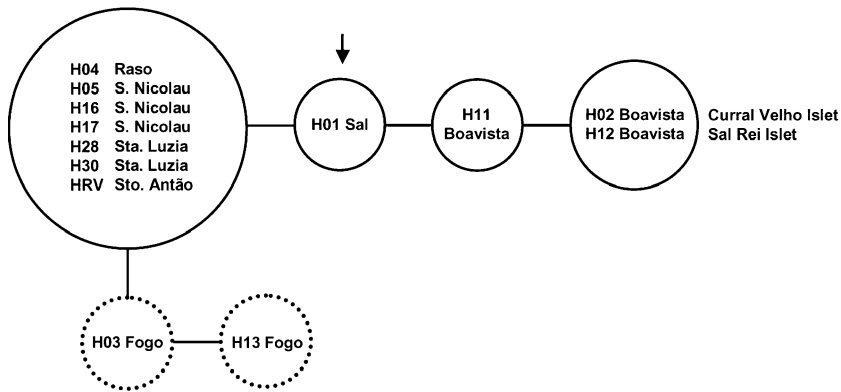 H04 Raso
H05 S. Nicolau
H16 S. Nicolau
H17 S. Nicolau
H28 Sta. Luzia
H30 Sta. Luzia
HRV Sto. Antão
H01 Sal
H11
Boavista
H02 Boavista
H12 Boavista
Curral Velho Islet
Sal Rei Islet
H03 Fogo
H13 Fogo